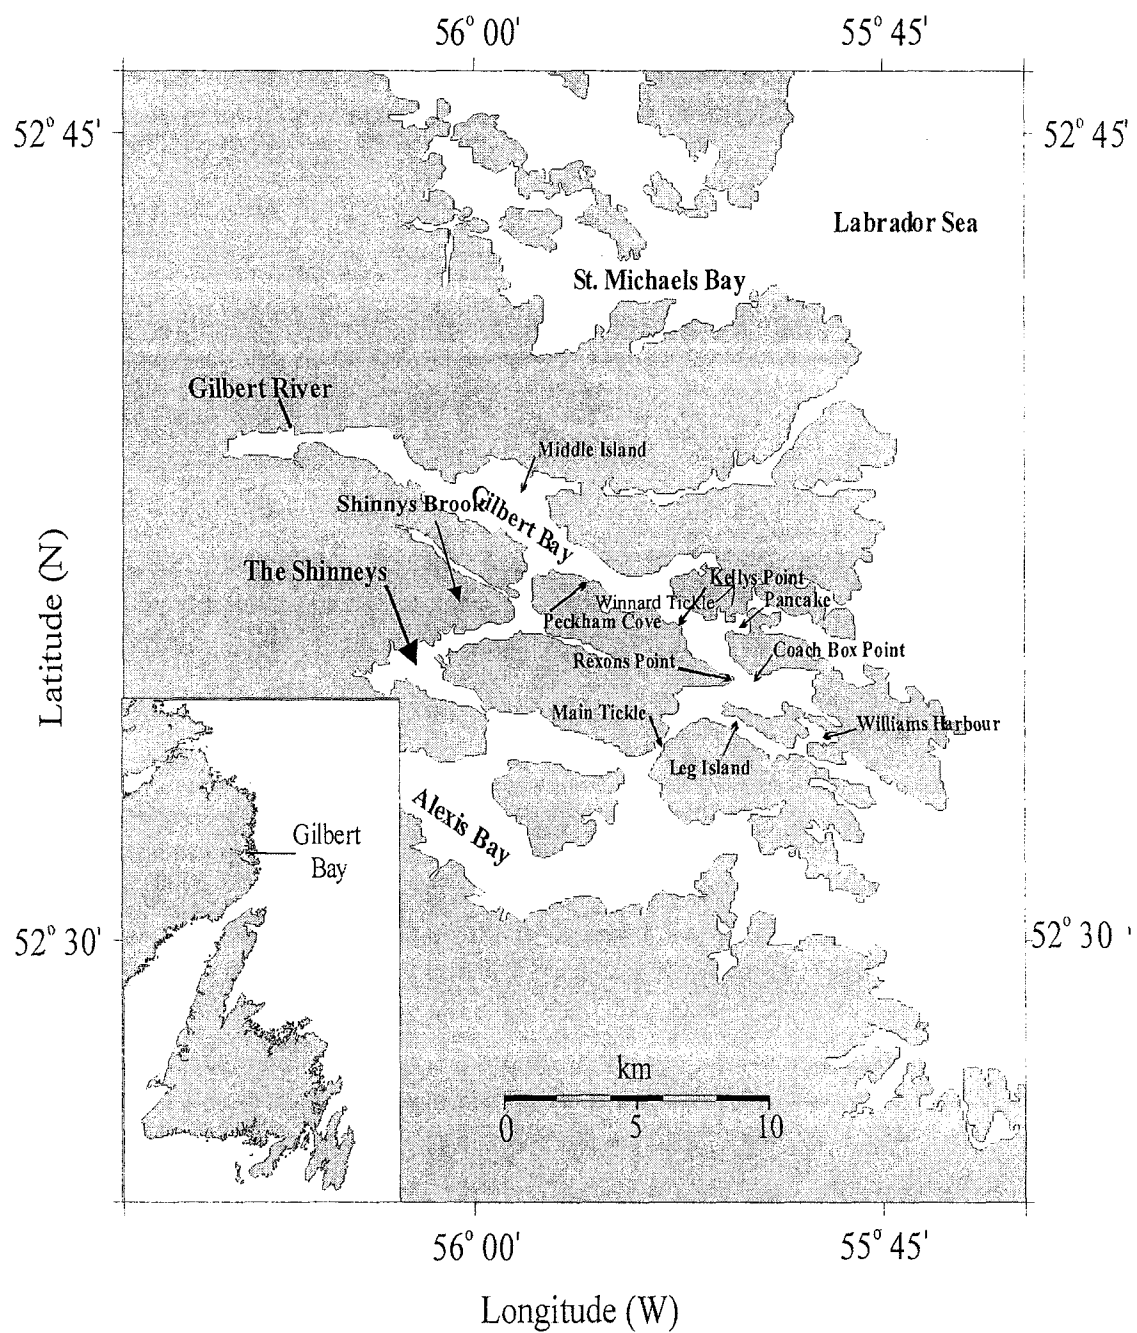 56° 00' 55° 45'
52° 45' 52° 45'
Labrador Sea
St. Michaels Bay
Gilbert River
Middle Island
Shinnys Brook
Gilbert Bay
The Shinneys
Kellys Point
Winnard Tickle
Pancake
Peckham Cove
Coach Box Point
Rexons Point
Main Tickle
Williams Harbour
Leg Island
Alexis Bay
Gilbert
Bay
52° 30' 52° 30'
km
0 5 10
56° 00' 55° 45'
Latitude (N)
Longitude (W)